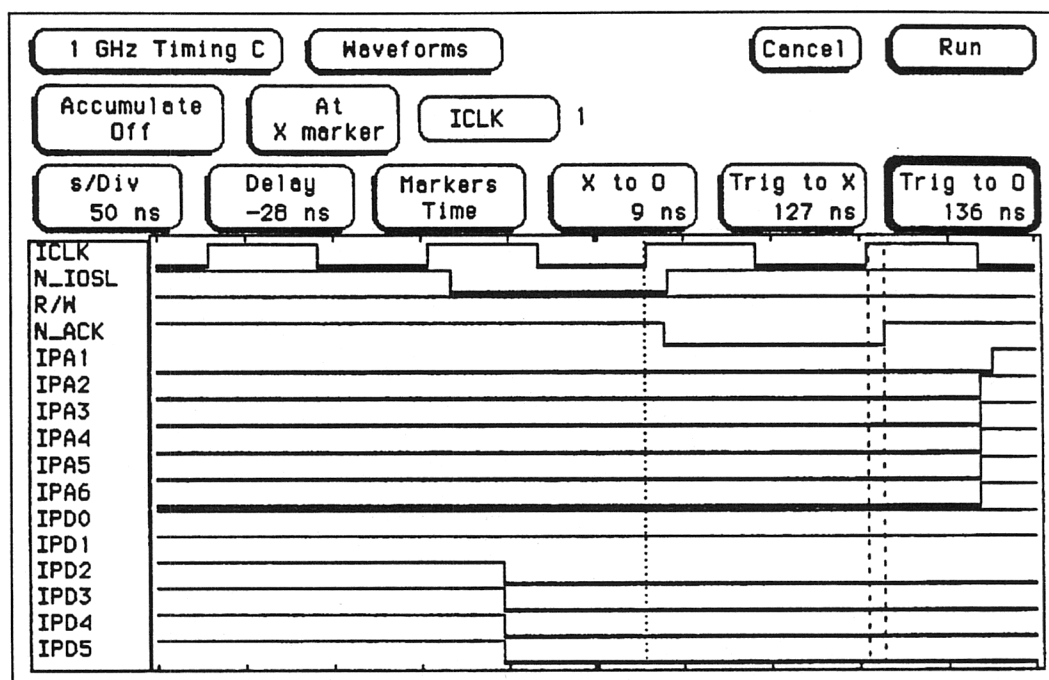 1 GHz Timing C Waveforms Cancel Run
Accumulate Off At X marker ICLK 1
s/Div 50 ns Delay -28 ns Markers Time X to O 9 ns Trig to X 127 ns Trig to O 136 ns
ICLK
N_IOSL
R/W
N_ACK
IPA1
IPA2
IPA3
IPA4
IPA5
IPA6
IPD0
IPD1
IPD2
IPD3
IPD4
IPD5